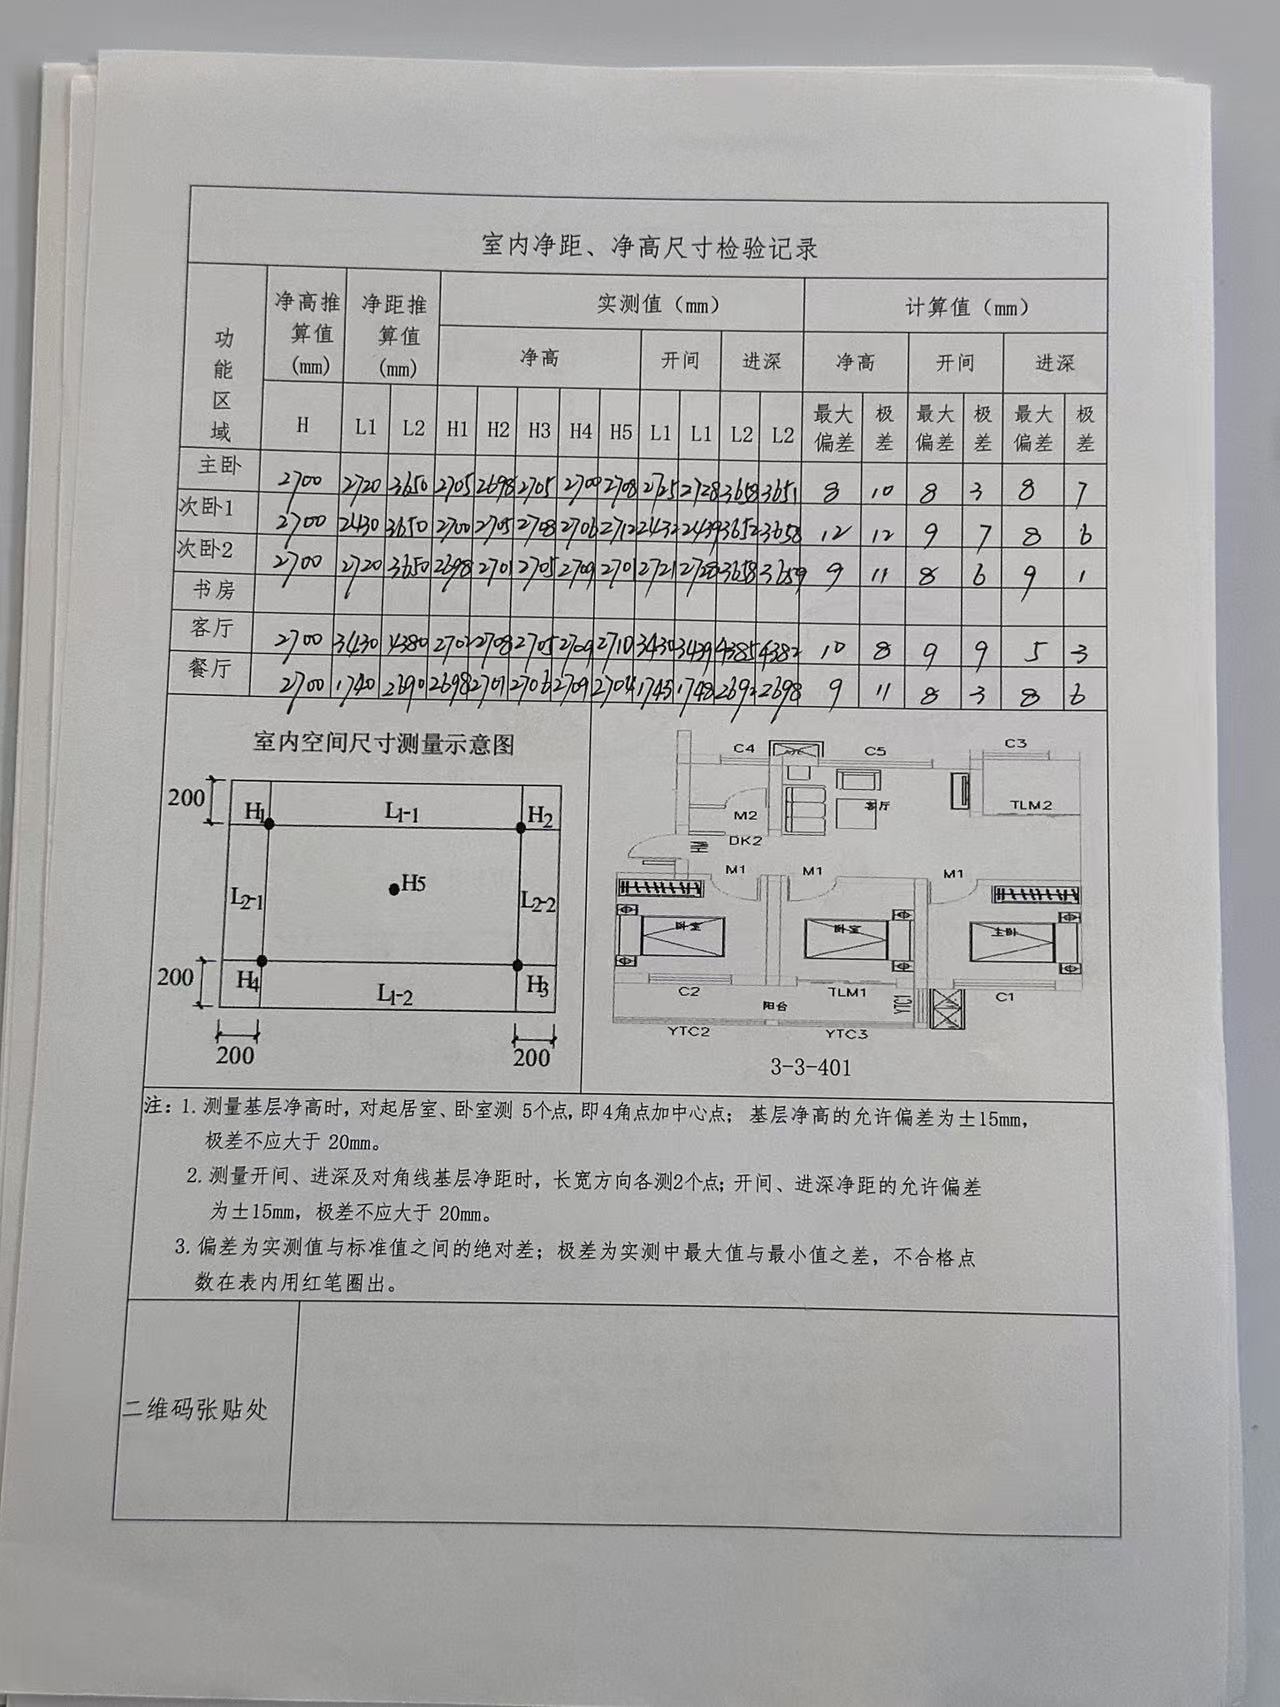 室内净距、净高尺寸检验记录
功能区域 净高推算值(mm) 净距推算值(mm) 实测值(mm) 计算值(mm)
净高 开间 进深 净高 开间 进深
H L1 L2 H1 H2 H3 H4 H5 L1 L1 L2 L2 最大偏差 极差 最大偏差 极差 最大偏差 极差
主卧 2700 2720 3650 2705 2698 2705 2700 2708 2725 2728 3658 3651 8 10 8 3 8 7
次卧1 2700 2430 3650 2700 2705 2708 2706 2712 2432 2439 3652 3658 12 12 9 7 8 6
次卧2 2700 2720 3650 2698 2701 2705 2709 2701 2721 2728 3658 3659 9 11 8 6 9 1
书房
客厅 2700 3430 4380 2702 2708 2705 2709 2710 3430 3439 4385 4382 10 8 9 9 5 3
餐厅 2700 1740 2690 2698 2701 2706 2709 2704 1745 1748 2692 2698 9 11 8 3 8 6
室内空间尺寸测量示意图
200 H1 L1-1 H2
H5
L2-1 L2-2
200 H4 L1-2 H3
200 200
C4 C5 C3
客厅 TLM2
M2
DK2
M1 M1 M1
卧室 卧室 主卧
C2 TLM1 YTC1 C1
阳台
YTC2 YTC3
3-3-401
注：1. 测量基层净高时，对起居室、卧室测 5个点，即4角点加中心点；基层净高的允许偏差为±15mm，
极差不应大于 20mm。
2. 测量开间、进深及对角线基层净距时，长宽方向各测2个点；开间、进深净距的允许偏差
为±15mm，极差不应大于 20mm。
3. 偏差为实测值与标准值之间的绝对差；极差为实测中最大值与最小值之差，不合格点
数在表内用红笔圈出。
二维码张贴处